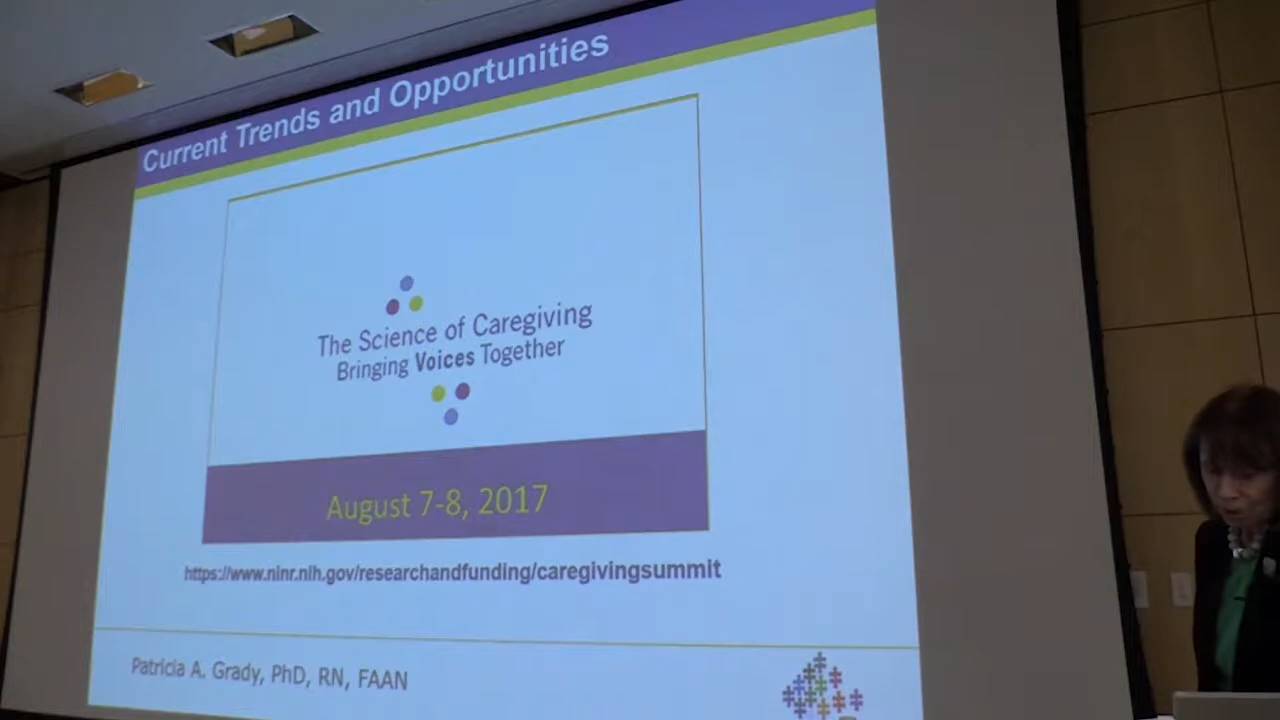 Current Trends and Opportunities
The Science of Caregiving
Bringing Voices Together
August 7-8, 2017
https://www.ninr.nih.gov/researchandfunding/caregivingsummit
Patricia A. Grady, PhD, RN, FAAN